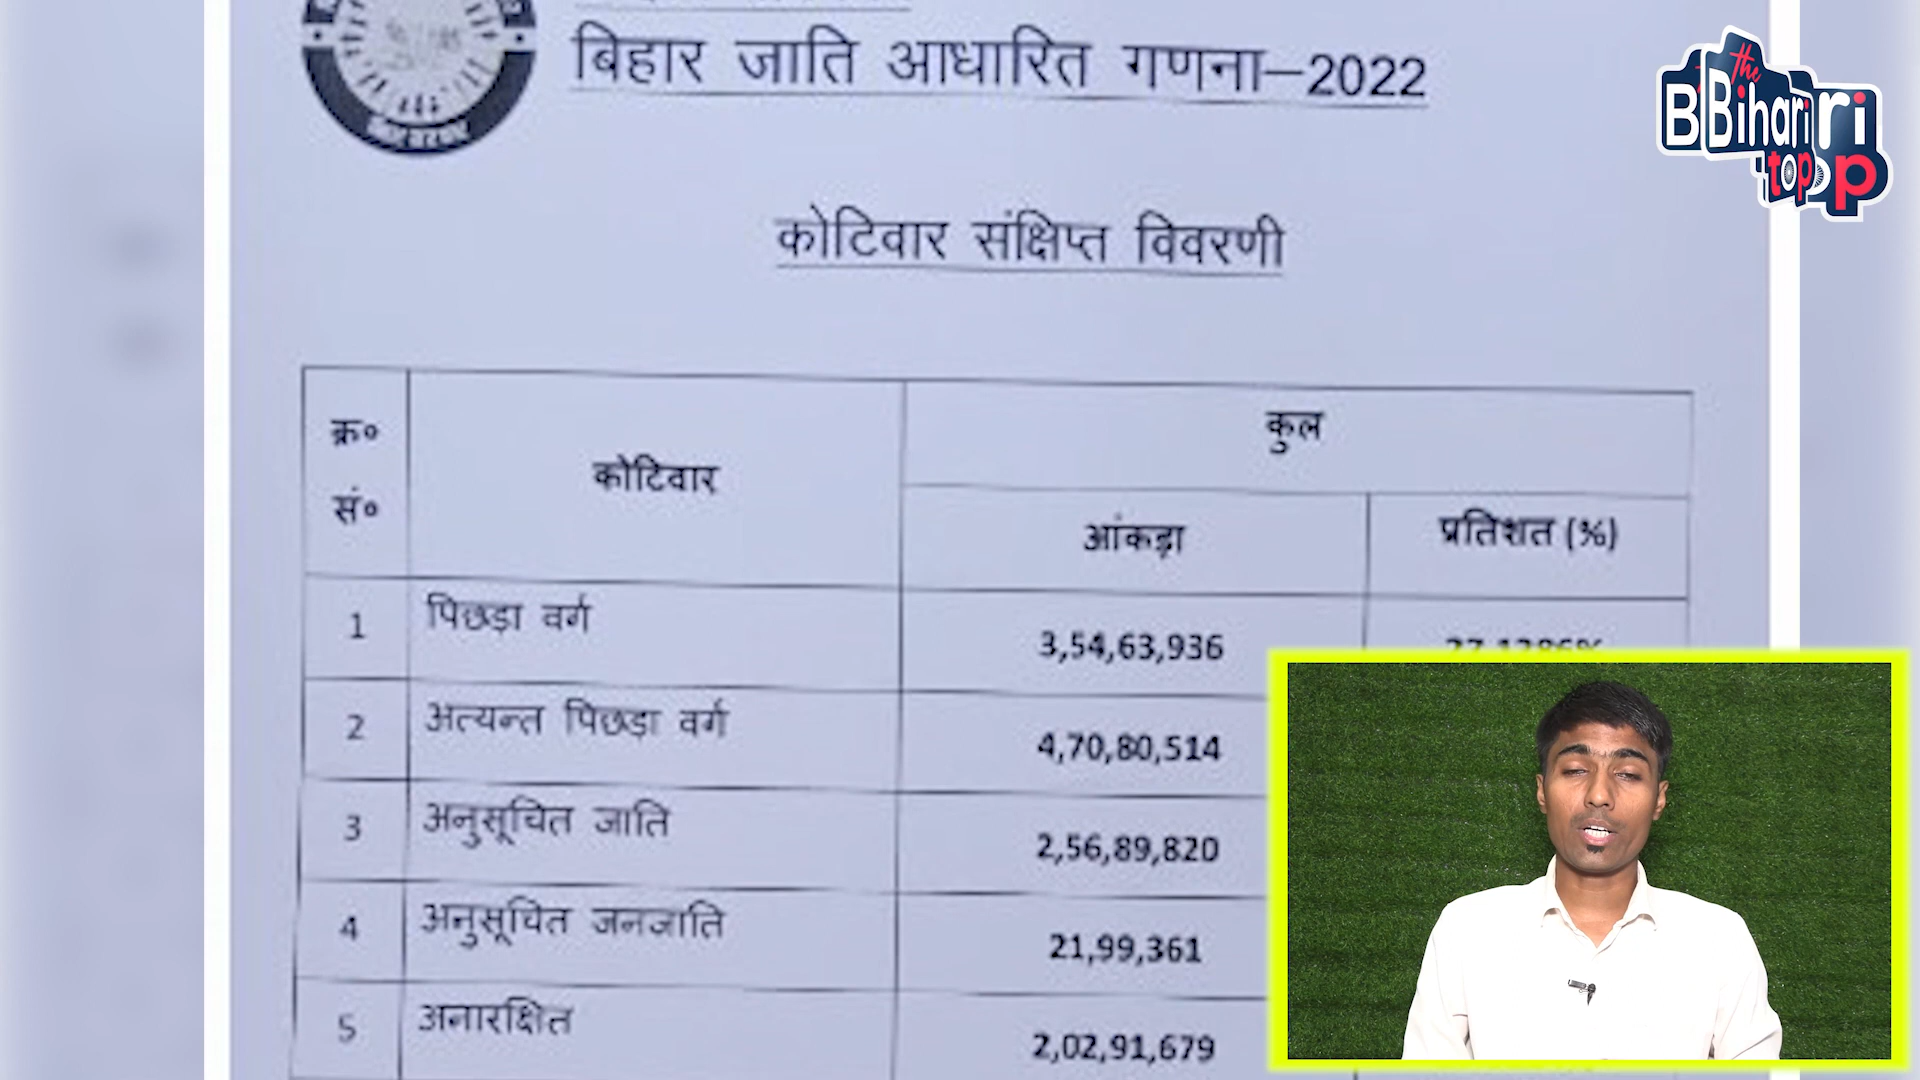 बिहार जाति आधारित गणना–2022
the
Bihari
top
कोटिवार संक्षिप्त विवरणी
क्र० सं०
कोटिवार
कुल
आंकड़ा
प्रतिशत (%)
1 पिछड़ा वर्ग 3,54,63,936
2 अत्यन्त पिछड़ा वर्ग 4,70,80,514
3 अनुसूचित जाति 2,56,89,820
4 अनुसूचित जनजाति 21,99,361
5 अनारक्षित 2,02,91,679